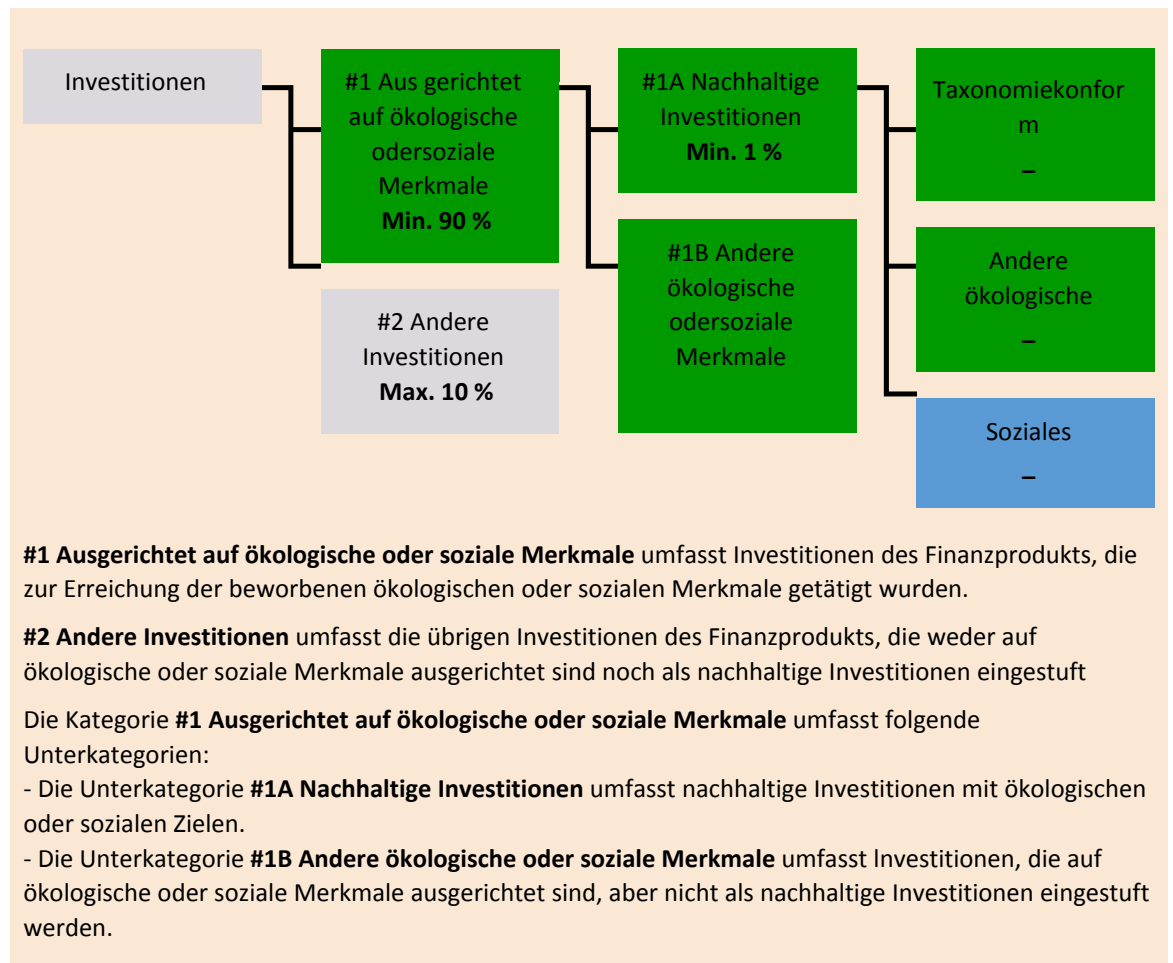 Investitionen
#1 Aus gerichtet
auf ökologische
odersoziale
Merkmale
Min. 90 %
#2 Andere
Investitionen
Max. 10 %
#1A Nachhaltige
Investitionen
Min. 1 %
#1B Andere
ökologische
odersoziale
Merkmale
Taxonomiekonfor
m
–
Andere
ökologische
–
Soziales
–
#1 Ausgerichtet auf ökologische oder soziale Merkmale umfasst Investitionen des Finanzprodukts, die
zur Erreichung der beworbenen ökologischen oder sozialen Merkmale getätigt wurden.
#2 Andere Investitionen umfasst die übrigen Investitionen des Finanzprodukts, die weder auf
ökologische oder soziale Merkmale ausgerichtet sind noch als nachhaltige Investitionen eingestuft
Die Kategorie #1 Ausgerichtet auf ökologische oder soziale Merkmale umfasst folgende
Unterkategorien:
- Die Unterkategorie #1A Nachhaltige Investitionen umfasst nachhaltige Investitionen mit ökologischen
oder sozialen Zielen.
- Die Unterkategorie #1B Andere ökologische oder soziale Merkmale umfasst lnvestitionen, die auf
ökologische oder soziale Merkmale ausgerichtet sind, aber nicht als nachhaltige Investitionen eingestuft
werden.